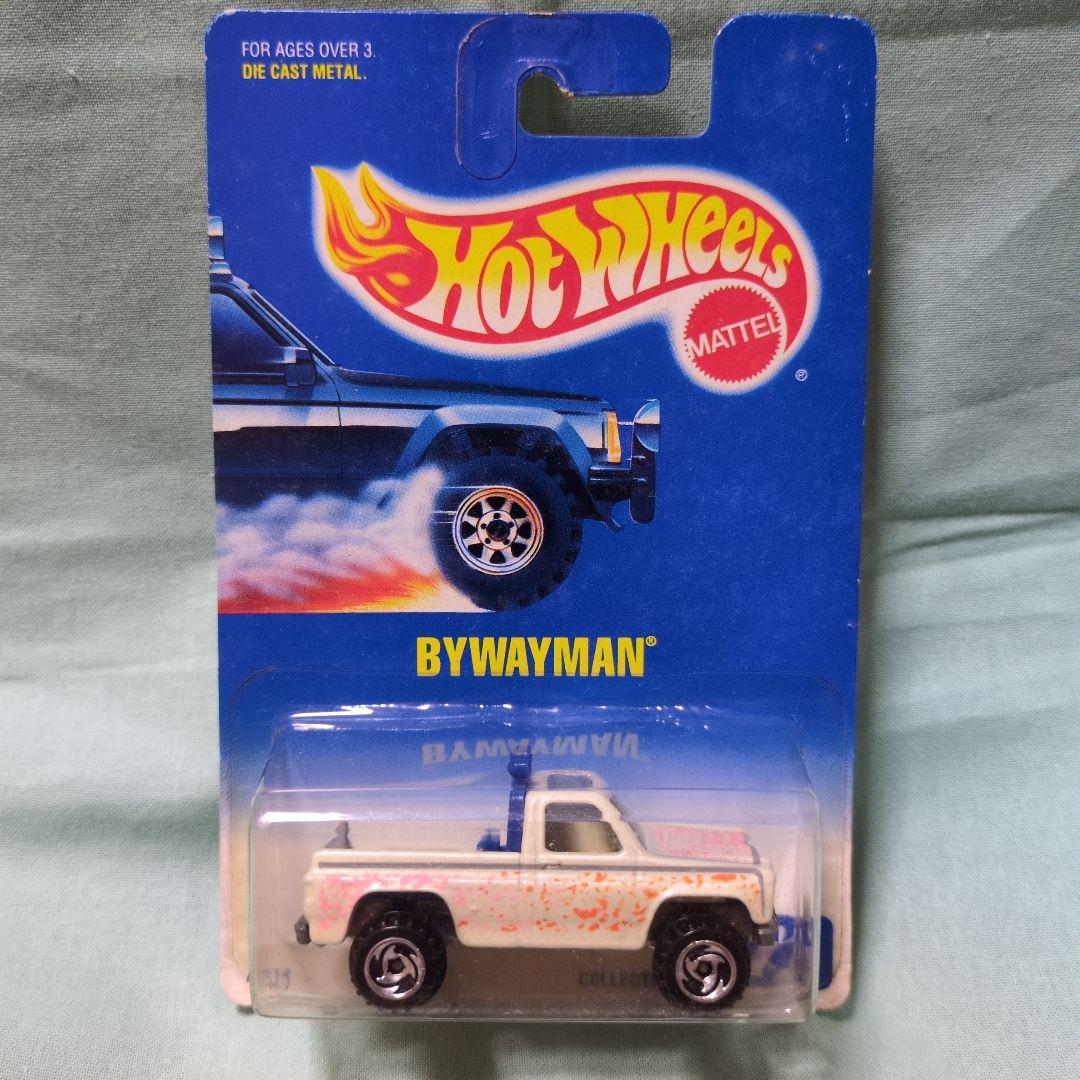 FOR AGES OVER 3.
DIE CAST METAL.
HOT WHEELS
MATTEL
®
BYWAYMAN®
BYWAYMAN